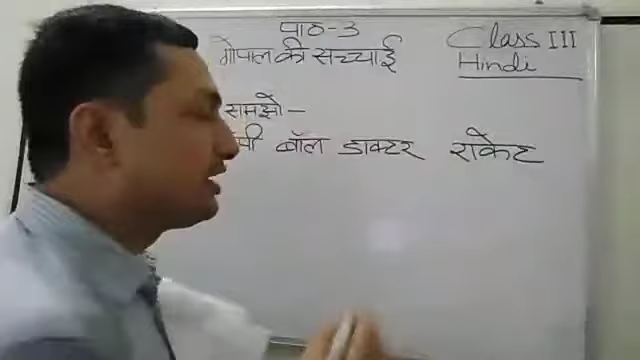 पाठ-3
गोपाल की सच्चाई
Class III
Hindi
समझो-
बॉल डाक्टर राकेट